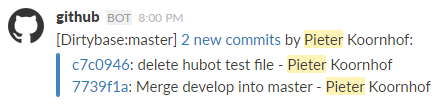 github BOT 8:00 PM
[Dirtybase:master] 2 new commits by Pieter Koornhof:
c7c0946: delete hubot test file - Pieter Koornhof
7739f1a: Merge develop into master - Pieter Koornhof